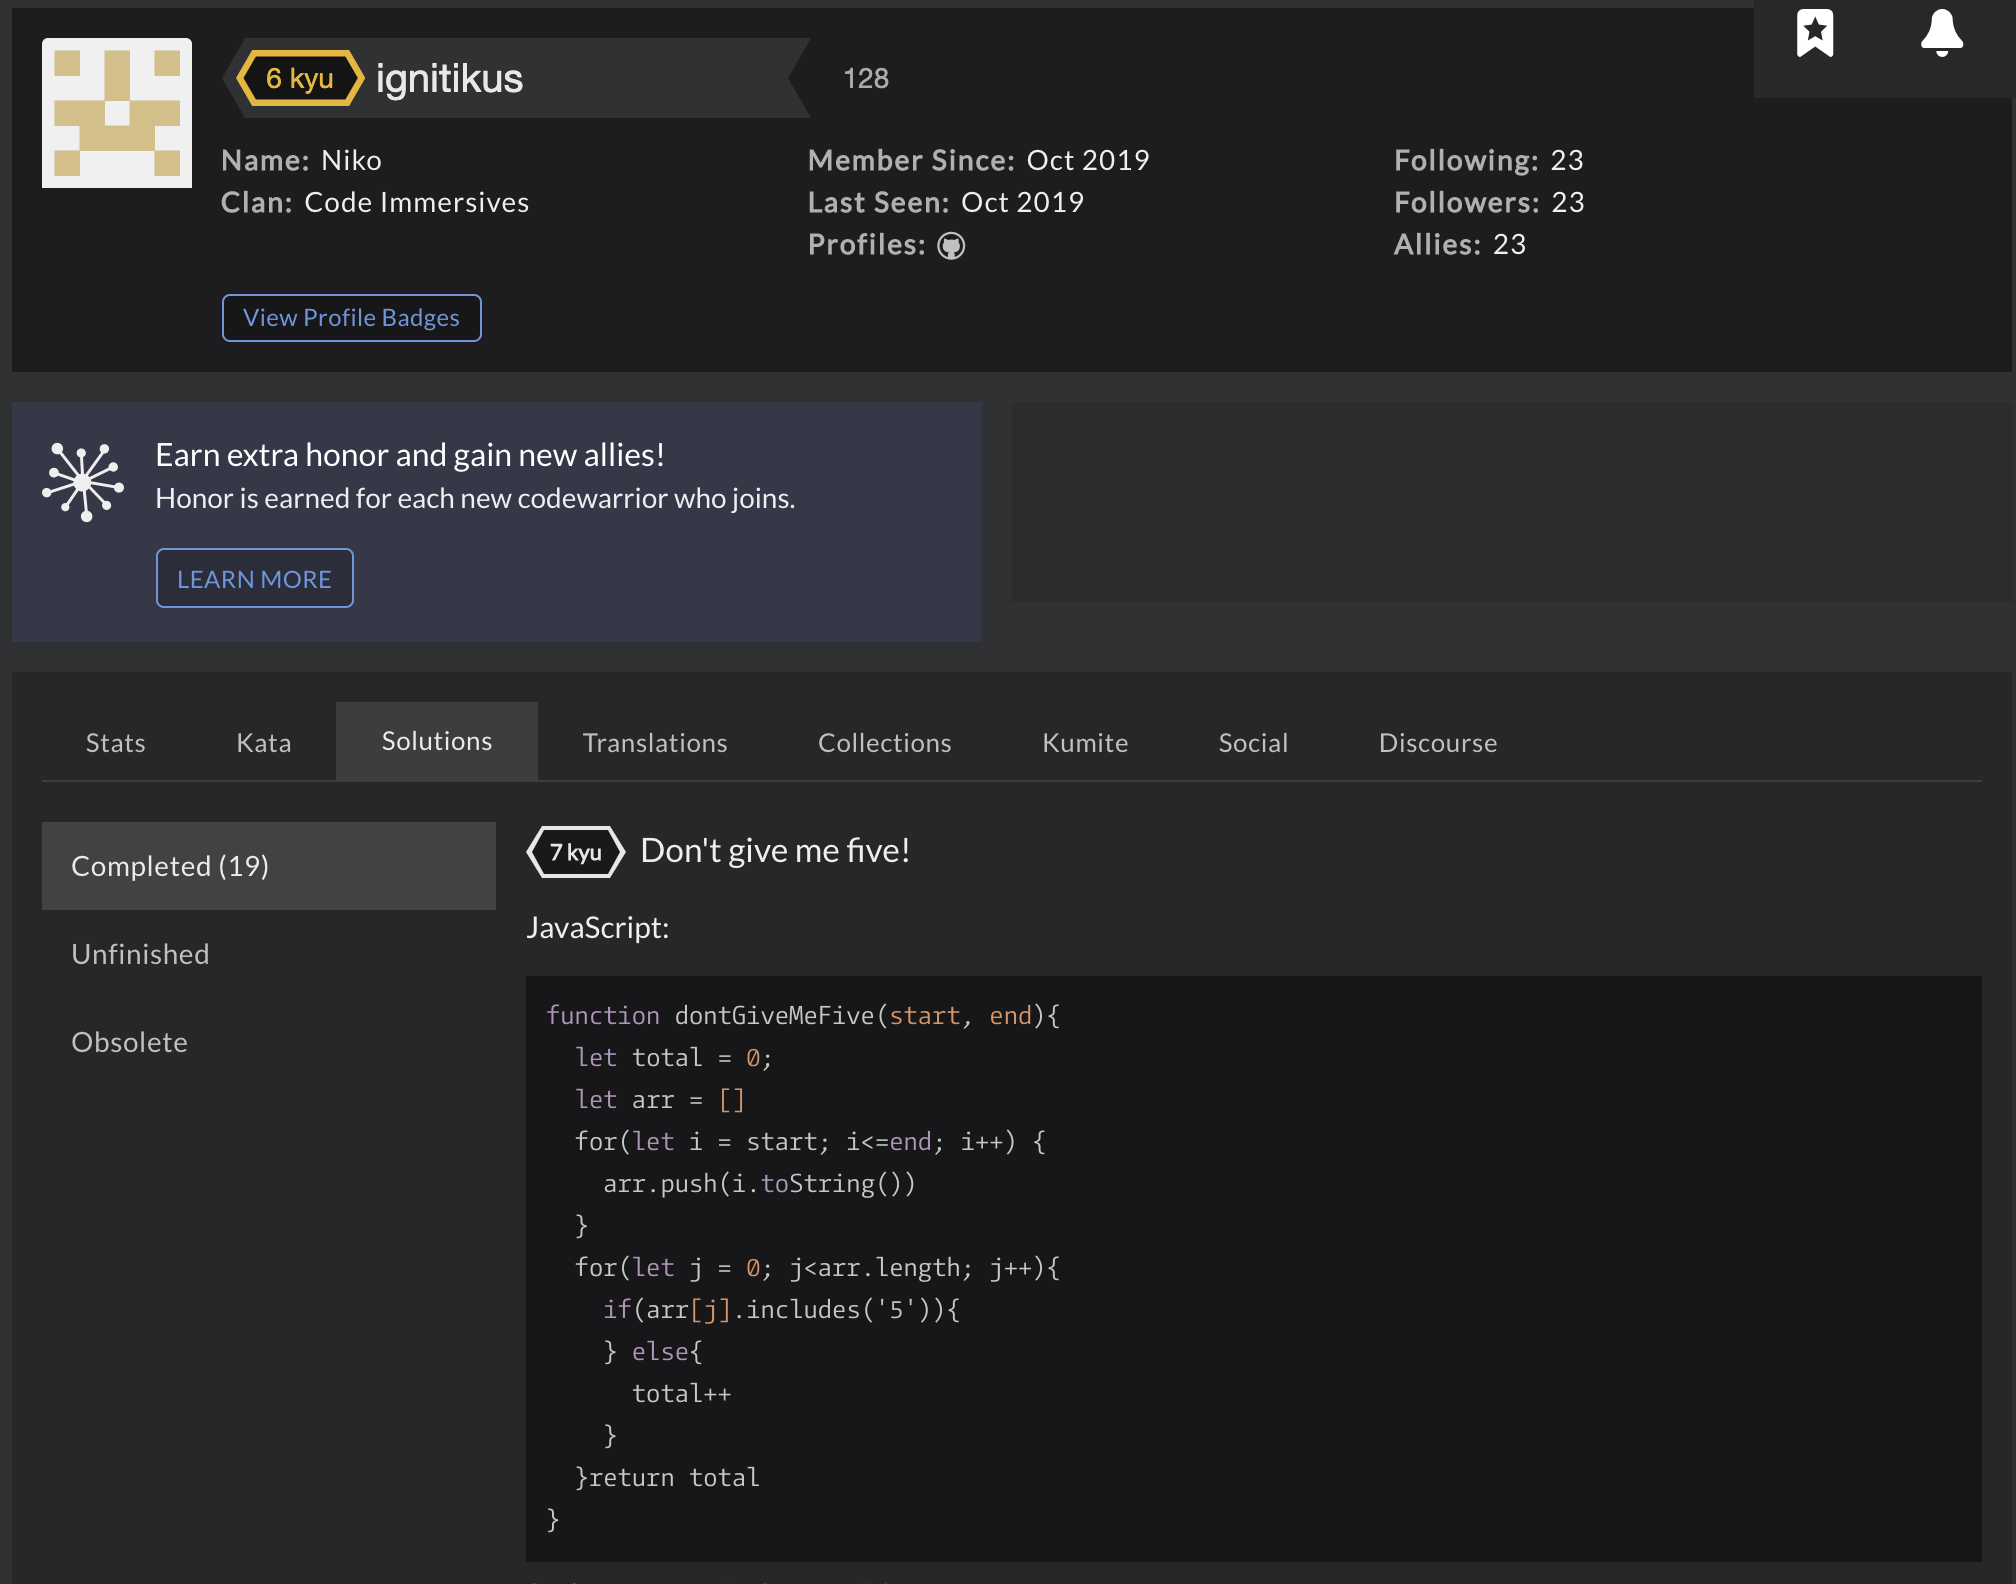 6 kyu ignitikus 128
Name: Niko
Clan: Code Immersives
Member Since: Oct 2019
Last Seen: Oct 2019
Profiles:
Following: 23
Followers: 23
Allies: 23
View Profile Badges
Earn extra honor and gain new allies!
Honor is earned for each new codewarrior who joins.
LEARN MORE
Stats Kata Solutions Translations Collections Kumite Social Discourse
Completed (19)
Unfinished
Obsolete
7 kyu Don't give me five!
JavaScript:
function dontGiveMeFive(start, end){
  let total = 0;
  let arr = []
  for(let i = start; i<=end; i++) {
    arr.push(i.toString())
  }
  for(let j = 0; j<arr.length; j++){
    if(arr[j].includes('5')){
    } else{
      total++
    }
  }return total
}